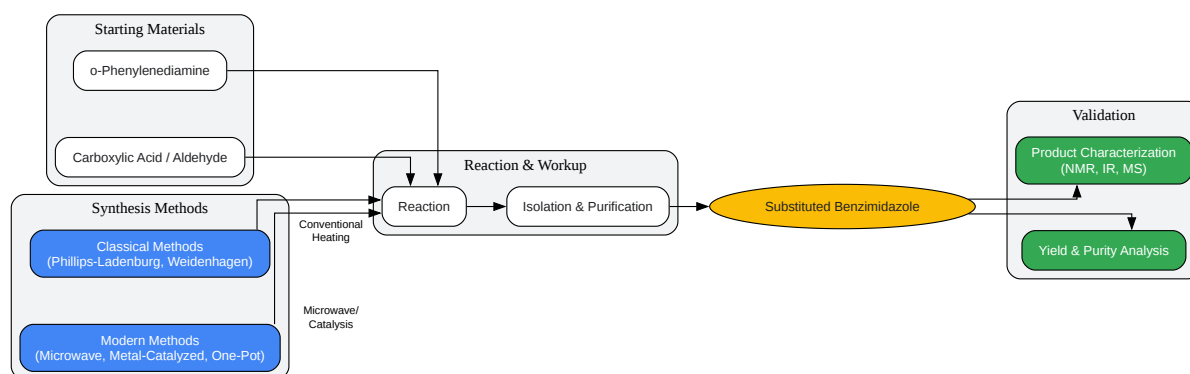 Starting Materials
o-Phenylenediamine
Carboxylic Acid / Aldehyde
Synthesis Methods
Classical Methods
(Phillips-Ladenburg, Weidenhagen)
Modern Methods
(Microwave, Metal-Catalyzed, One-Pot)
Conventional
Heating
Microwave/
Catalysis
Reaction & Workup
Reaction
Isolation & Purification
Substituted Benzimidazole
Validation
Product Characterization
(NMR, IR, MS)
Yield & Purity Analysis